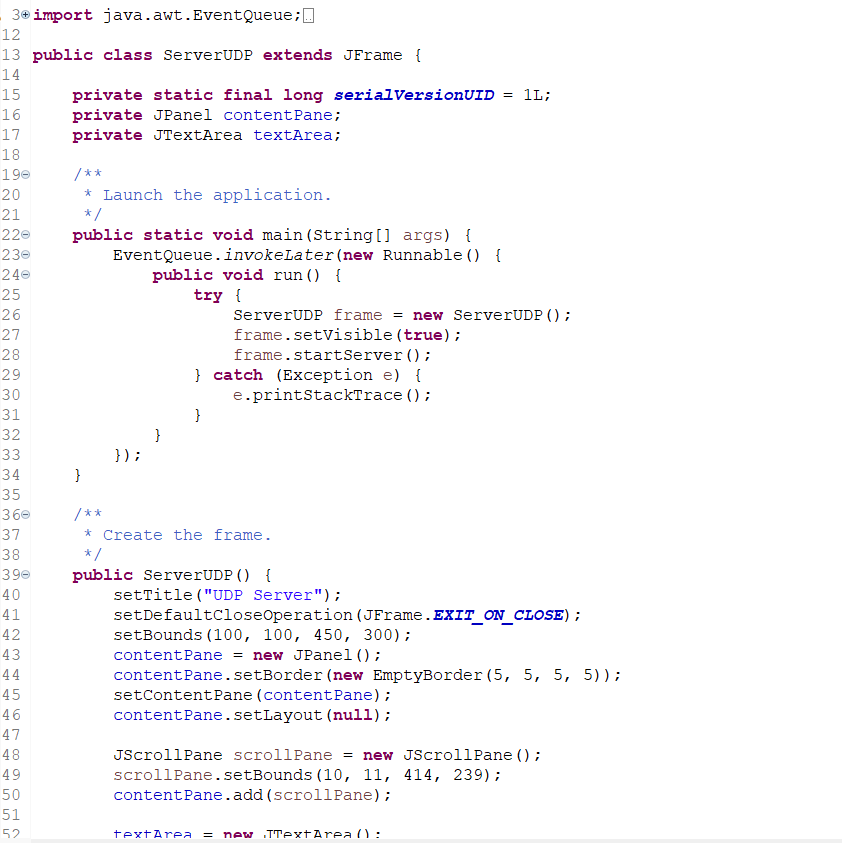 3 import java.awt.EventQueue;
12
13 public class ServerUDP extends JFrame {
14
15     private static final long serialVersionUID = 1L;
16     private JPanel contentPane;
17     private JTextArea textArea;
18
19     /**
20      * Launch the application.
21      */
22     public static void main(String[] args) {
23         EventQueue.invokeLater(new Runnable() {
24             public void run() {
25                 try {
26                     ServerUDP frame = new ServerUDP();
27                     frame.setVisible(true);
28                     frame.startServer();
29                 } catch (Exception e) {
30                     e.printStackTrace();
31                 }
32             }
33         });
34     }
35
36     /**
37      * Create the frame.
38      */
39     public ServerUDP() {
40         setTitle("UDP Server");
41         setDefaultCloseOperation(JFrame.EXIT_ON_CLOSE);
42         setBounds(100, 100, 450, 300);
43         contentPane = new JPanel();
44         contentPane.setBorder(new EmptyBorder(5, 5, 5, 5));
45         setContentPane(contentPane);
46         contentPane.setLayout(null);
47
48         JScrollPane scrollPane = new JScrollPane();
49         scrollPane.setBounds(10, 11, 414, 239);
50         contentPane.add(scrollPane);
51
52         textArea = new JTextArea();